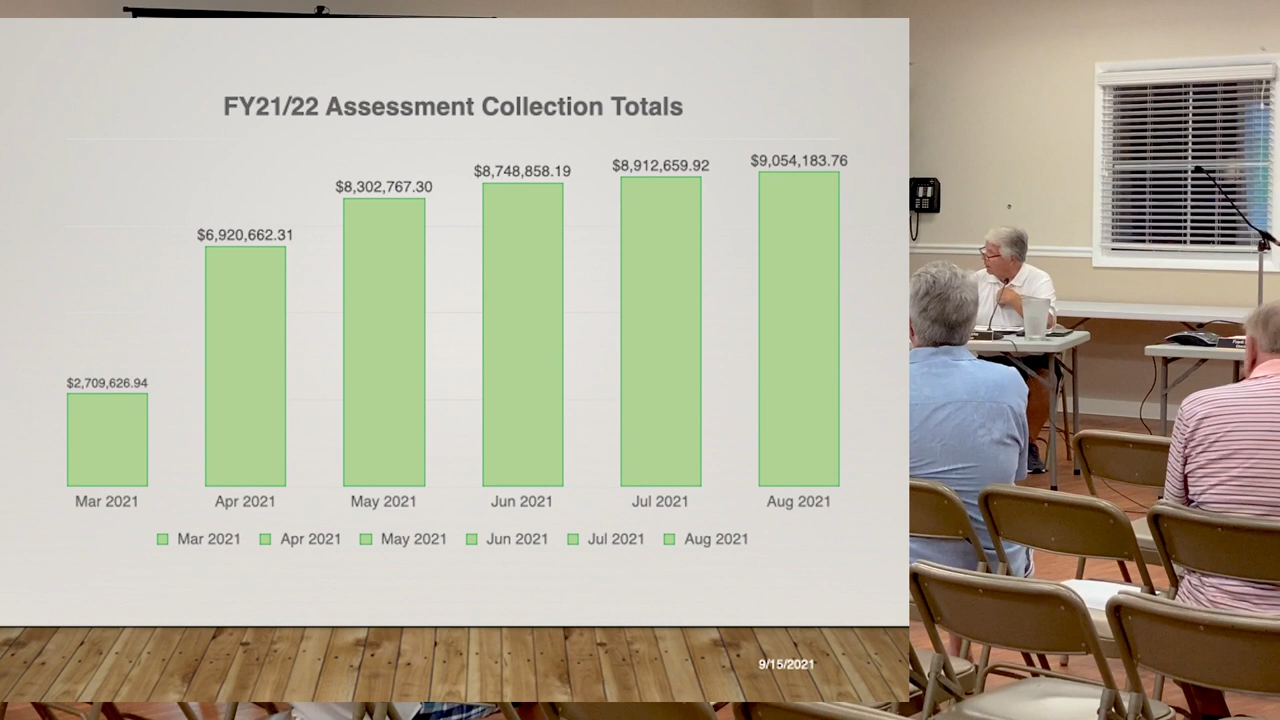 FY21/22 Assessment Collection Totals
$2,709,626.94
$6,920,662.31
$8,302,767.30
$8,748,858.19
$8,912,659.92
$9,054,183.76
Mar 2021
Apr 2021
May 2021
Jun 2021
Jul 2021
Aug 2021
Mar 2021 Apr 2021 May 2021 Jun 2021 Jul 2021 Aug 2021
9/15/2021